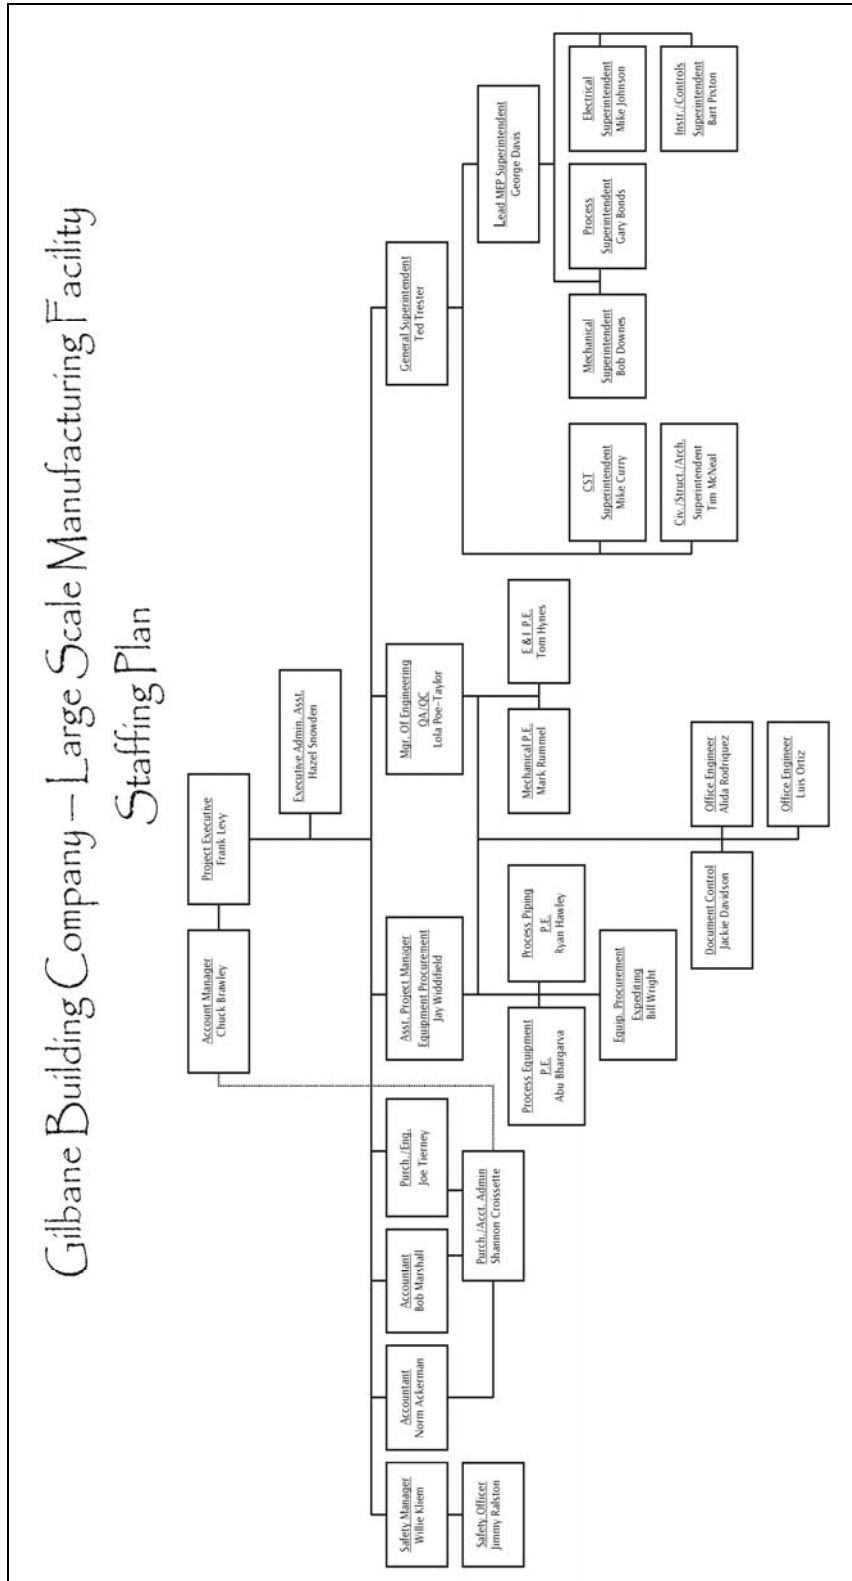 Gilbane Building Company – Large Scale Manufacturing Facility
Staffing Plan
Account Manager
Chuck Brawley
Project Executive
Frank Levy
Executive Admin. Asst.
Hazel Snowden
Safety Manager
Willie Kliem
Accountant
Norm Ackerman
Accountant
Bob Marshall
Purch./Eng.
Joe Tierney
Asst. Project Manager
Equipment Procurement
Jay Widdifield
Mgr. Of Engineering
QA/QC
Lola Poe-Taylor
General Superintendent
Ted Trester
Safety Officer
Jimmy Ralston
Purch./Acct. Admin
Shannon Croissette
Process Equipment
P.E.
Abu Bhargarva
Process Piping
P.E.
Ryan Hawley
Mechanical P.E.
Mark Rummel
E & I P.E.
Tom Hynes
Lead MEP Superintendent
George Davis
Equip. Procurement
Expediting
Bill Wright
CST
Superintendent
Mike Curry
Mechanical
Superintendent
Bob Downes
Process
Superintendent
Gary Bonds
Electrical
Superintendent
Mike Johnson
Civ./Struct./Arch.
Superintendent
Tim McNeal
Instr./Controls
Superintendent
Bart Pixton
Document Control
Jackie Davidson
Office Engineer
Alida Rodriquez
Office Engineer
Luis Ortiz